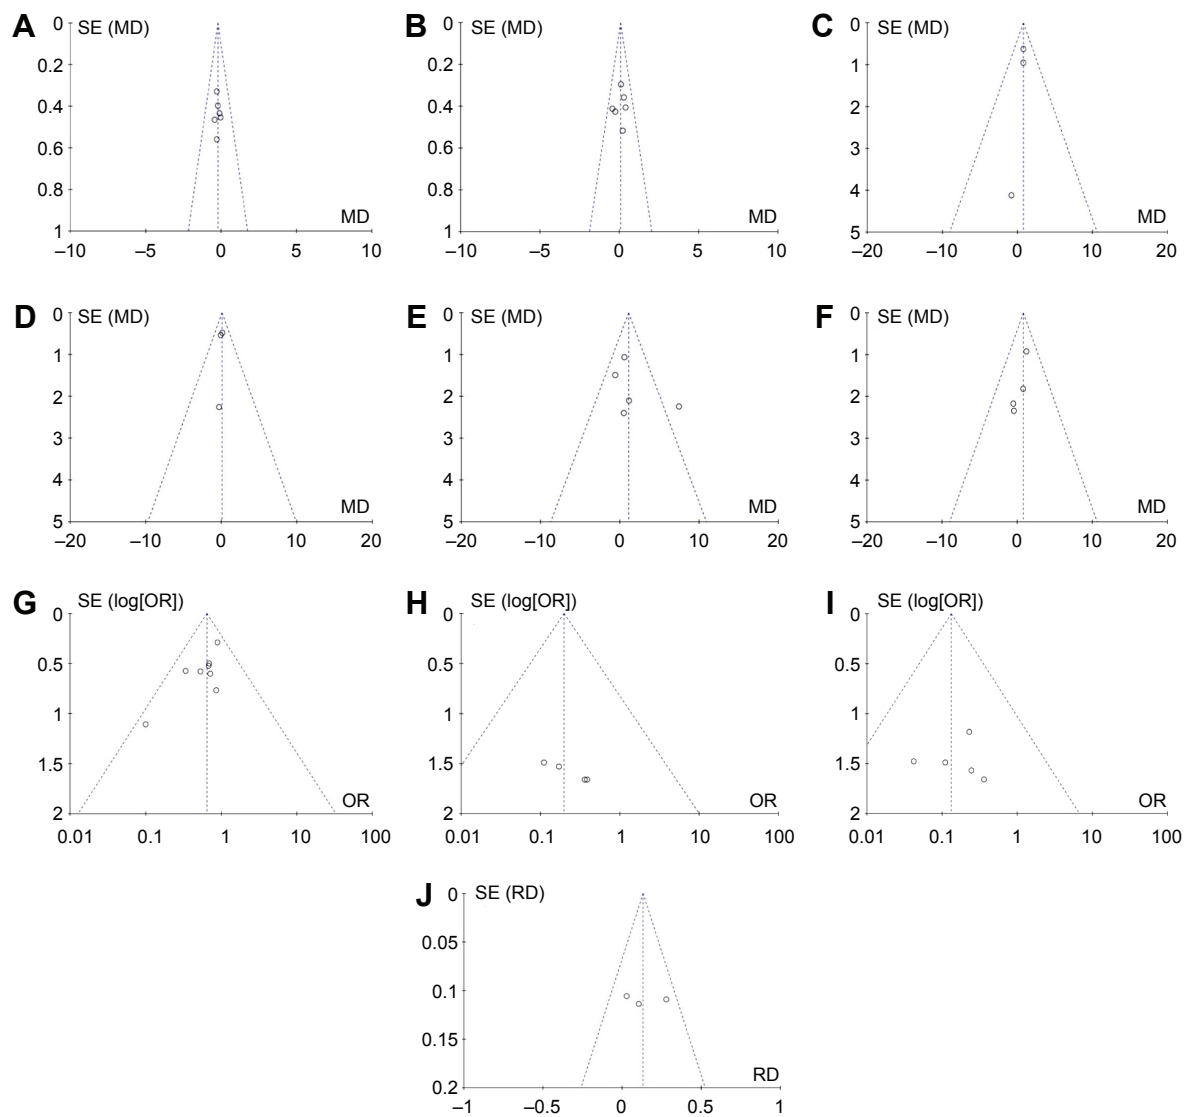 A SE (MD) B SE (MD) C SE (MD)
0 0 0
0.2 0.2 1
0.4 0.4 2
0.6 0.6 3
0.8 0.8 4
1 MD 1 MD 5 MD
–10 –5 0 5 10 –10 –5 0 5 10 –20 –10 0 10 20
D SE (MD) E SE (MD) F SE (MD)
0 0 0
1 1 1
2 2 2
3 3 3
4 4 4
5 MD 5 MD 5 MD
–20 –10 0 10 20 –20 –10 0 10 20 –20 –10 0 10 20
G SE (log[OR]) H SE (log[OR]) I SE (log[OR])
0 0 0
0.5 0.5 0.5
1 1 1
1.5 1.5 1.5
2 OR 2 OR 2 OR
0.01 0.1 1 10 100 0.01 0.1 1 10 100 0.01 0.1 1 10 100
J SE (RD)
0
0.05
0.1
0.15
0.2 RD
–1 –0.5 0 0.5 1